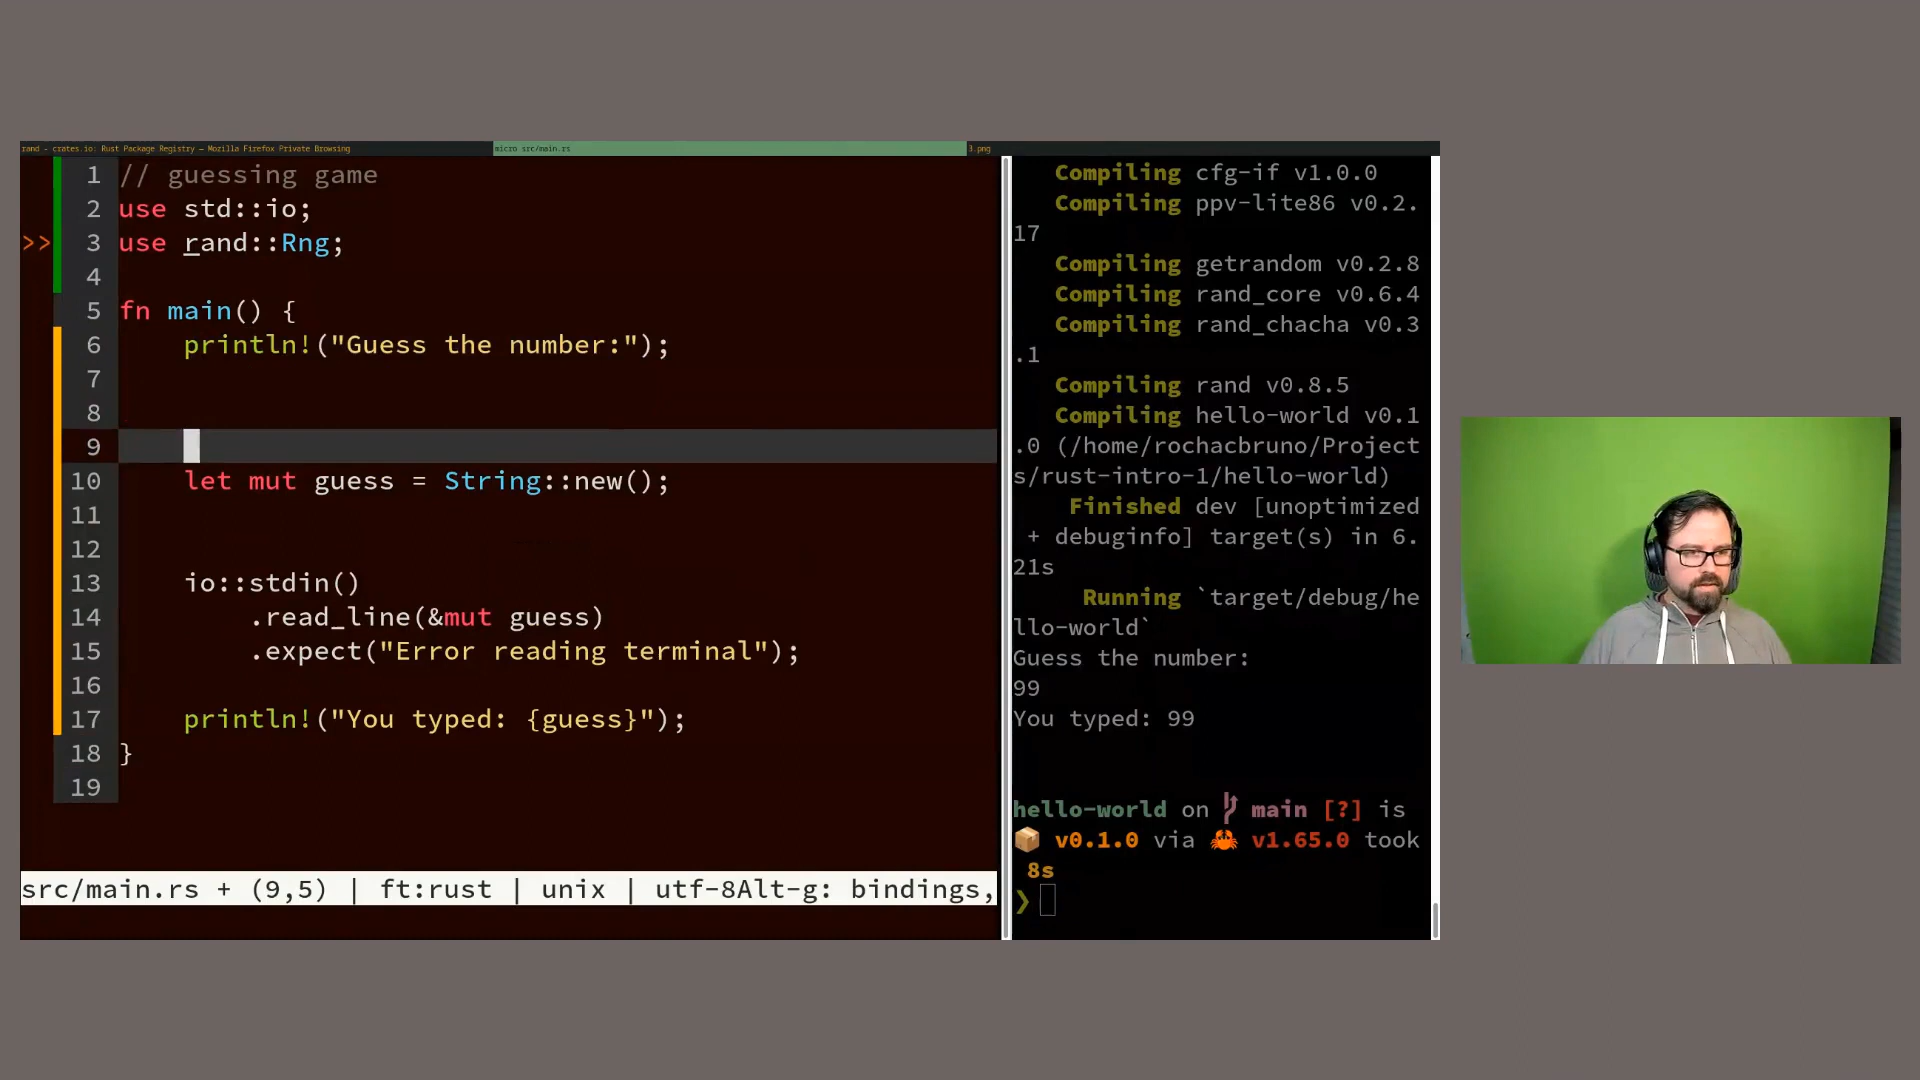 rand - crates.io: Rust Package Registry — Mozilla Firefox Private Browsing
micro src/main.rs
3.png
1 // guessing game
2 use std::io;
>> 3 use rand::Rng;
4
5 fn main() {
6 println!("Guess the number:");
7
8
9
10 let mut guess = String::new();
11
12
13 io::stdin()
14 .read_line(&mut guess)
15 .expect("Error reading terminal");
16
17 println!("You typed: {guess}");
18 }
19
src/main.rs + (9,5) | ft:rust | unix | utf-8Alt-g: bindings,
Compiling cfg-if v1.0.0
Compiling ppv-lite86 v0.2.
17
Compiling getrandom v0.2.8
Compiling rand_core v0.6.4
Compiling rand_chacha v0.3
.1
Compiling rand v0.8.5
Compiling hello-world v0.1
.0 (/home/rochacbruno/Project
s/rust-intro-1/hello-world)
Finished dev [unoptimized
+ debuginfo] target(s) in 6.
21s
Running `target/debug/he
llo-world`
Guess the number:
99
You typed: 99
hello-world on main [?] is
📦 v0.1.0 via 🦀 v1.65.0 took
8s
❯